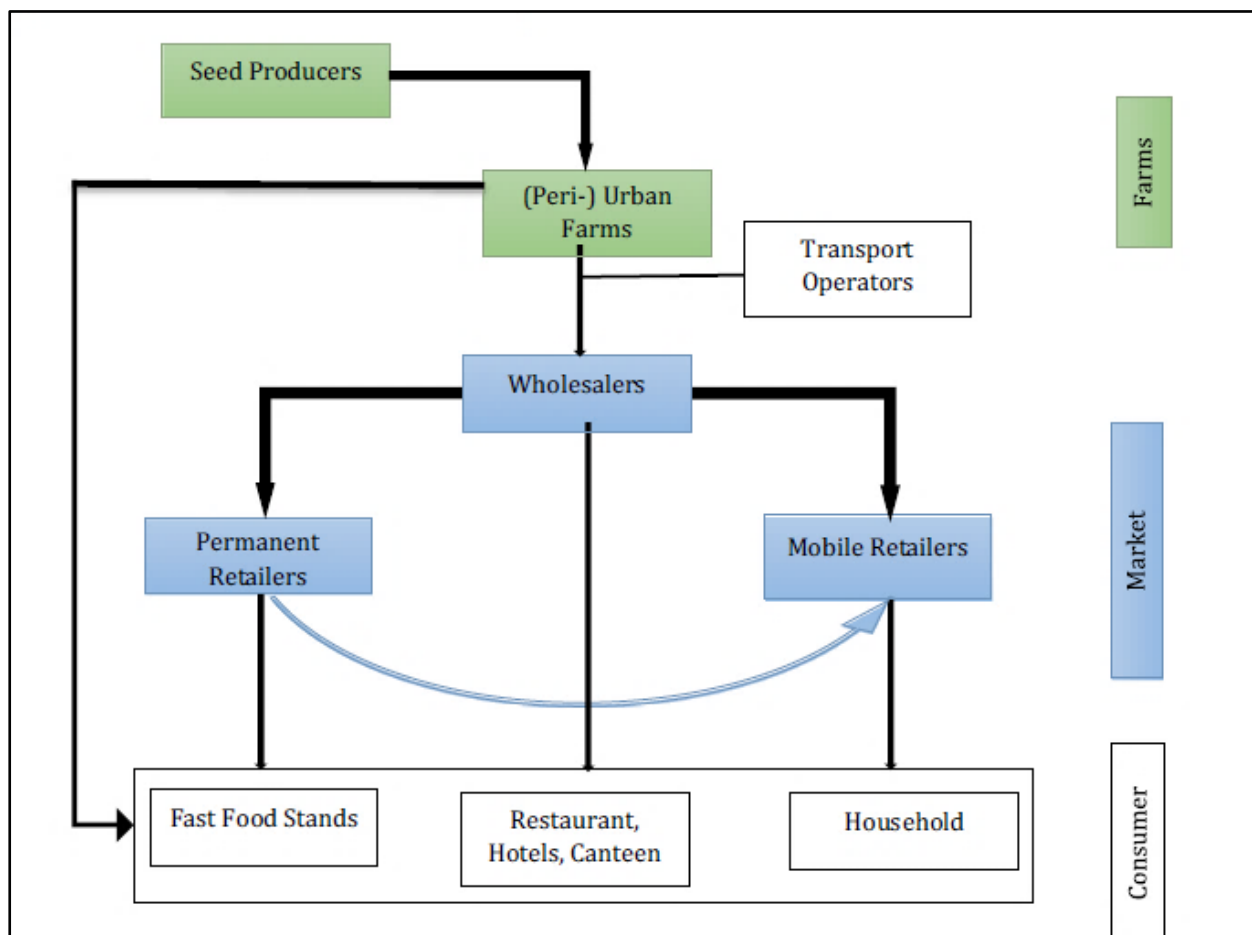 Seed Producers
(Peri-) Urban
Farms
Transport
Operators
Wholesalers
Permanent
Retailers
Mobile Retailers
Fast Food Stands
Restaurant,
Hotels, Canteen
Household
Farms
Market
Consumer